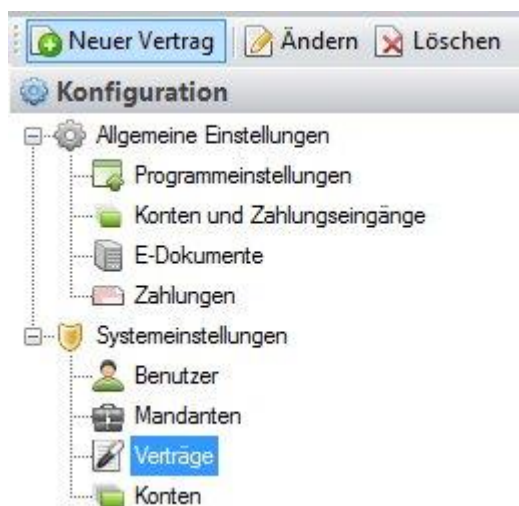 Neuer Vertrag Ändern Löschen
Konfiguration
Allgemeine Einstellungen
Programmeinstellungen
Konten und Zahlungseingänge
E-Dokumente
Zahlungen
Systemeinstellungen
Benutzer
Mandanten
Verträge
Konten